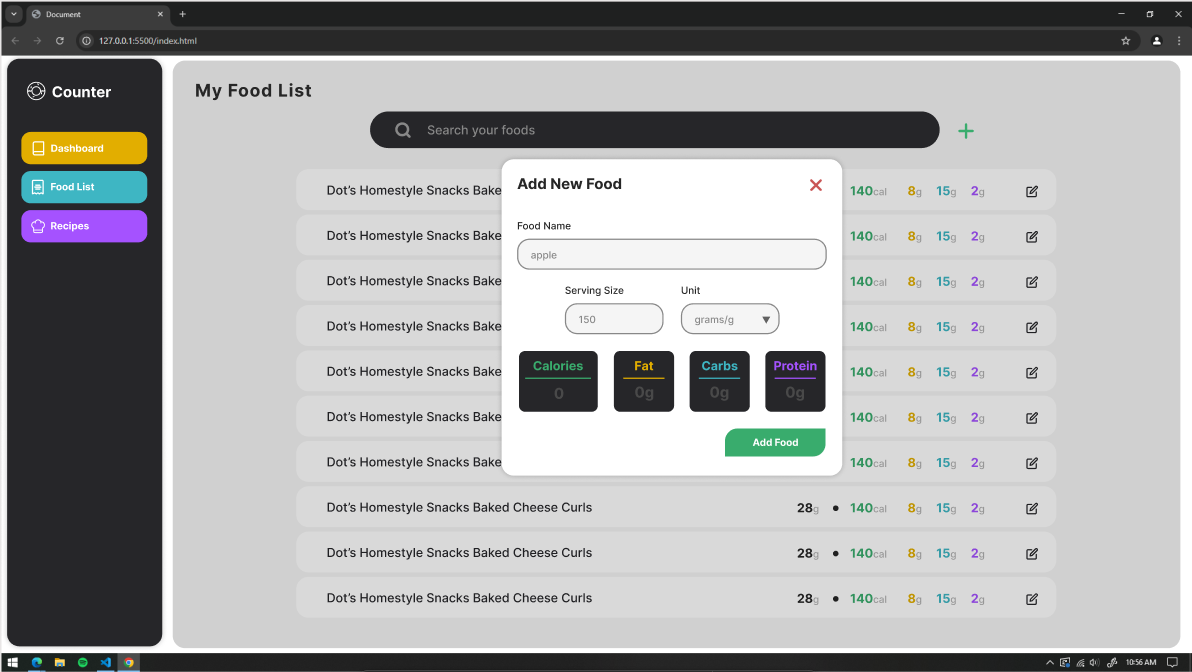 Document
127.0.0.1:5500/index.html
Counter
Dashboard
Food List
Recipes
My Food List
Search your foods
Add New Food
Food Name
apple
Serving Size Unit
150 grams/g
Calories Fat Carbs Protein
0 0g 0g 0g
Add Food
Dot's Homestyle Snacks Bake 140cal 8g 15g 2g
Dot's Homestyle Snacks Bake 140cal 8g 15g 2g
Dot's Homestyle Snacks Bake 140cal 8g 15g 2g
Dot's Homestyle Snacks Bake 140cal 8g 15g 2g
Dot's Homestyle Snacks Bake 140cal 8g 15g 2g
Dot's Homestyle Snacks Bake 140cal 8g 15g 2g
Dot's Homestyle Snacks Bake 140cal 8g 15g 2g
Dot's Homestyle Snacks Baked Cheese Curls 28g • 140cal 8g 15g 2g
Dot's Homestyle Snacks Baked Cheese Curls 28g • 140cal 8g 15g 2g
Dot's Homestyle Snacks Baked Cheese Curls 28g • 140cal 8g 15g 2g
10:56 AM